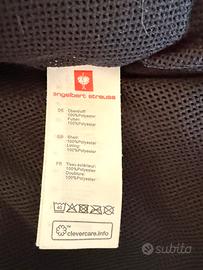 engelbert strauss
DE Oberstoff:
100%Polyester
Futter:
100%Polyester
GB Shell:
100%Polyester
Lining:
100%Polyester
FR Tissu extérieur:
100%Polyester
Doublure:
100%Polyester
40
clevercare.info
subito